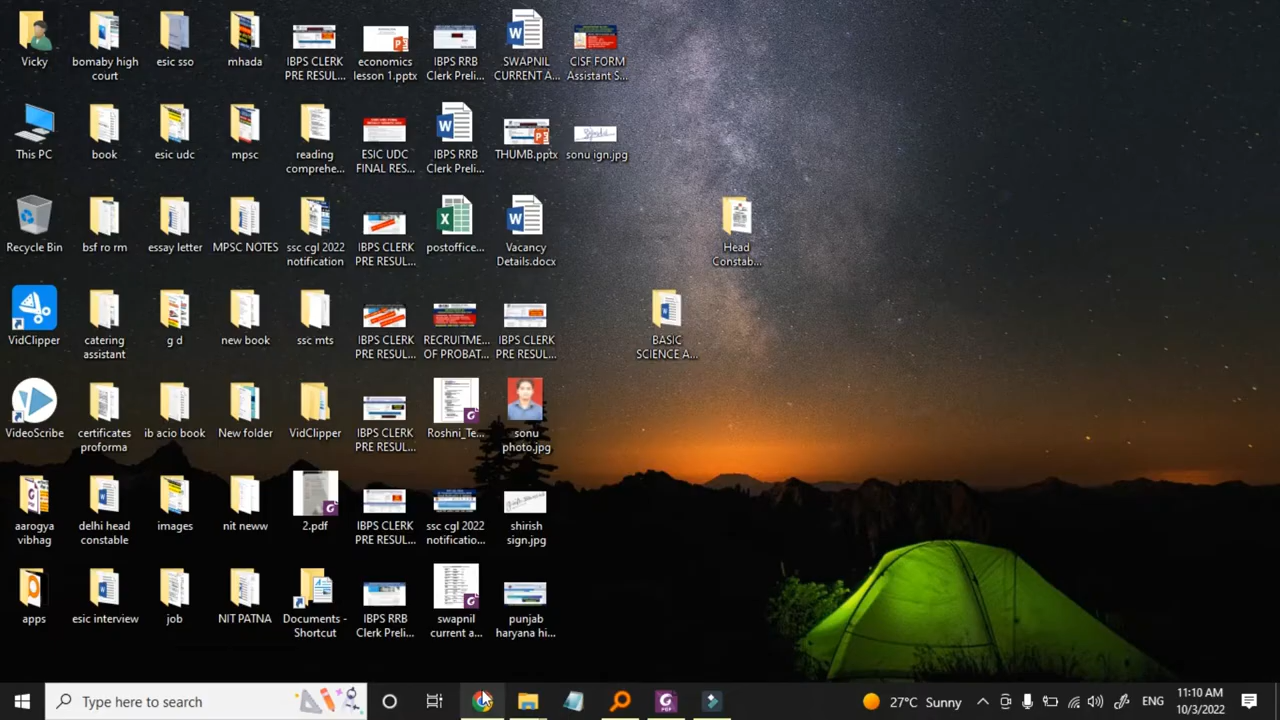 Vicky
bomaby high
court
esic sso
mhada
IBPS CLERK
PRE RESUL...
economics
lesson 1.pptx
IBPS RRB
Clerk Preli...
SWAPNIL
CURRENT A...
CISF FORM
Assistant S...
This PC
book
esic udc
mpsc
reading
comprehe...
ESIC UDC
FINAL RES...
IBPS RRB
Clerk Preli...
THUMB.pptx
sonu ign.jpg
Recycle Bin
bsf ro rm
essay letter
MPSC NOTES
ssc cgl 2022
notification
IBPS CLERK
PRE RESUL...
postoffice...
Vacancy
Details.docx
Head
Constab...
VidClipper
catering
assistant
g d
new book
ssc mts
IBPS CLERK
PRE RESUL...
RECRUITME...
OF PROBAT...
IBPS CLERK
PRE RESUL...
BASIC
SCIENCE A...
VideoScribe
certificates
proforma
ib acio book
New folder
VidClipper
IBPS CLERK
PRE RESUL...
Roshni_Te...
sonu
photo.jpg
aarogya
vibhag
delhi head
constable
images
nit neww
2.pdf
IBPS CLERK
PRE RESUL...
ssc cgl 2022
notificatio...
shirish
sign.jpg
apps
esic interview
job
NIT PATNA
Documents -
Shortcut
IBPS RRB
Clerk Preli...
swapnil
current a...
punjab
haryana hi...
Type here to search
27°C Sunny
ENG
1:10 AM
10/3/2022